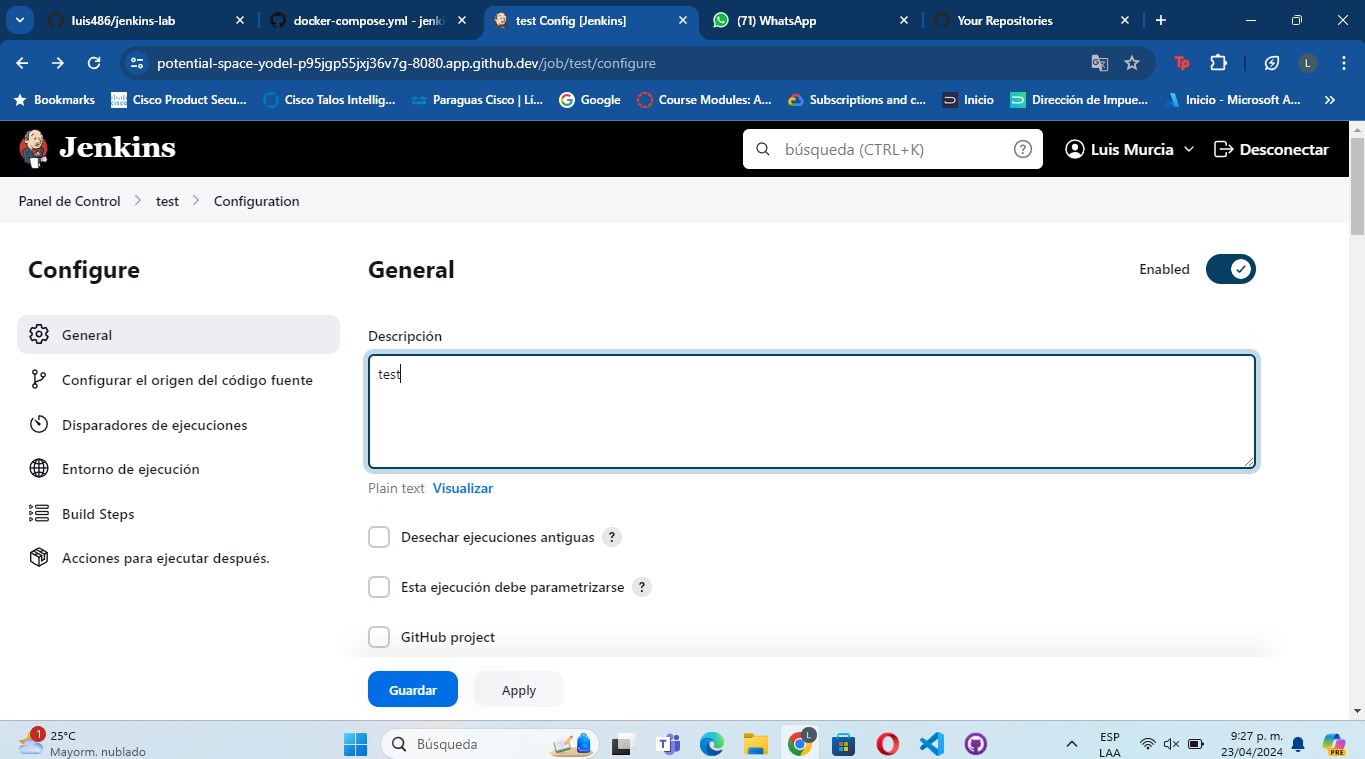 luis486/jenkins-lab
docker-compose.yml - jenki
test Config [Jenkins]
(71) WhatsApp
Your Repositories
potential-space-yodel-p95jgp55jxj36v7g-8080.app.github.dev/job/test/configure
Tp
L
Bookmarks
Cisco Product Secu...
Cisco Talos Intellig...
Paraguas Cisco | Lí...
Google
Course Modules: A...
Subscriptions and c...
Inicio
Dirección de Impue...
Inicio - Microsoft A...
Jenkins
búsqueda (CTRL+K)
?
Luis Murcia
Desconectar
Panel de Control
test
Configuration
Configure
General
Configurar el origen del código fuente
Disparadores de ejecuciones
Entorno de ejecución
Build Steps
Acciones para ejecutar después.
General
Enabled
Descripción
test
Plain text Visualizar
Desechar ejecuciones antiguas ?
Esta ejecución debe parametrizarse ?
GitHub project
Guardar
Apply
1
25°C
Mayorm. nublado
Búsqueda
L
ESP
LAA
9:27 p. m.
23/04/2024
PRE